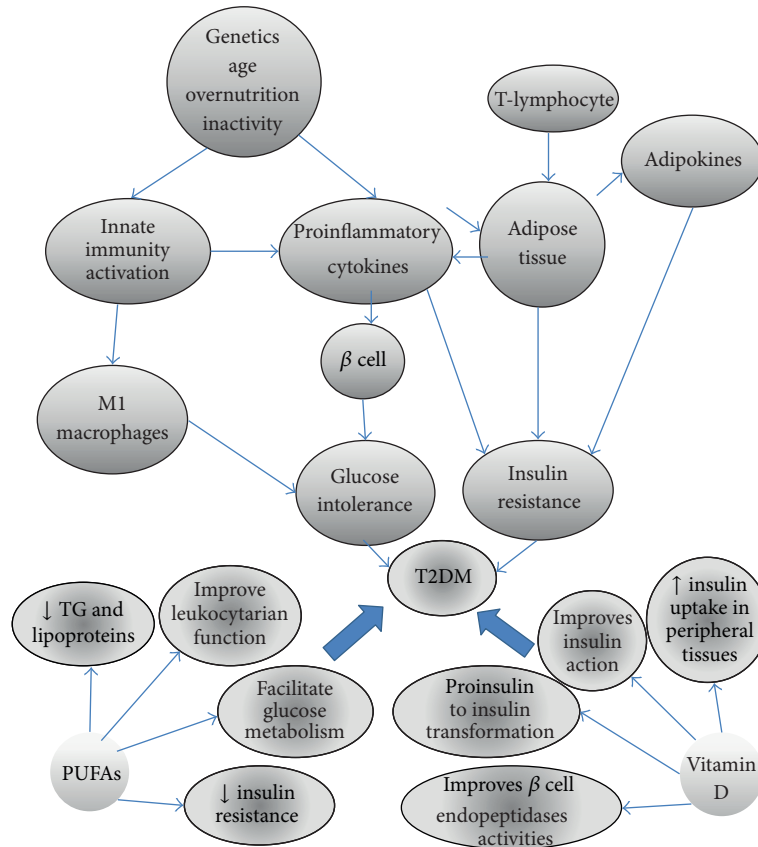 Genetics
age
overnutrition
inactivity
T-lymphocyte
Adipokines
Innate
immunity
activation
Proinflammatory
cytokines
Adipose
tissue
β cell
M1
macrophages
Glucose
intolerance
Insulin
resistance
T2DM
↓ TG and
lipoproteins
Improve
leukocytarian
function
Improves
insulin
action
↑ insulin
uptake in
peripheral
tissues
Facilitate
glucose
metabolism
Proinsulin
to insulin
transformation
PUFAs
Vitamin
D
↓ insulin
resistance
Improves β cell
endopeptidases
activities